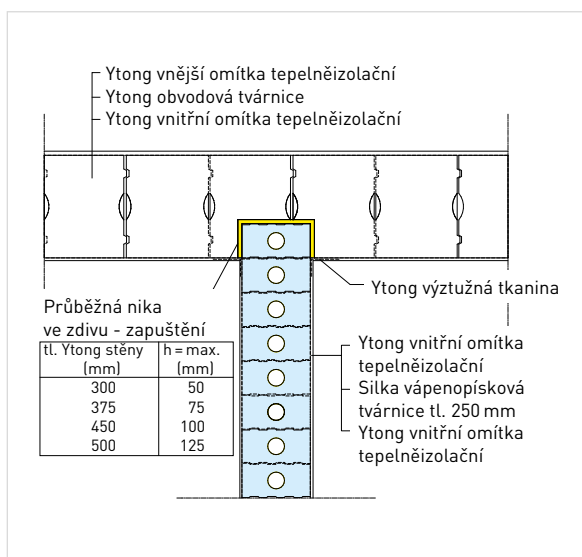 Ytong vnější omítka tepelněizolační
Ytong obvodová tvárnice
Ytong vnitřní omítka tepelněizolační
Ytong výztužná tkanina
Průběžná nika
ve zdivu - zapuštění
tl. Ytong stěny h = max.
(mm) (mm)
300 50
375 75
450 100
500 125
Ytong vnitřní omítka
tepelněizolační
Silka vápenopísková
tvárnice tl. 250 mm
Ytong vnitřní omítka
tepelněizolační